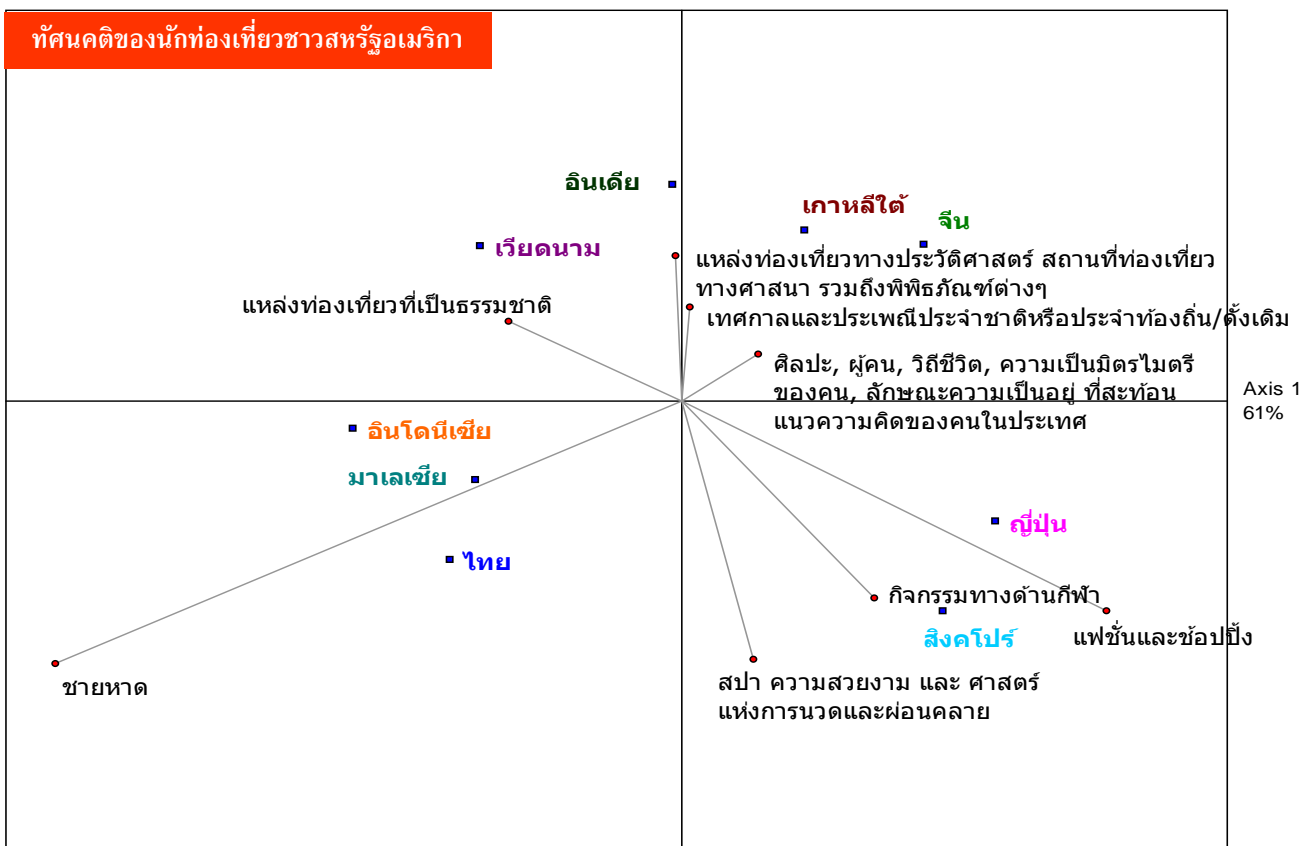 ทัศนคติของนักท่องเที่ยวชาวสหรัฐอเมริกา
อินเดีย
เกาหลีใต้
จีน
เวียดนาม
แหล่งท่องเที่ยวทางประวัติศาสตร์ สถานที่ท่องเที่ยว
ทางศาสนา รวมถึงพิพิธภัณฑ์ต่างๆ
แหล่งท่องเที่ยวที่เป็นธรรมชาติ
เทศกาลและประเพณีประจำชาติหรือประจำท้องถิ่น/ดั้งเดิม
ศิลปะ, ผู้คน, วิถีชีวิต, ความเป็นมิตรไมตรี
ของคน, ลักษณะความเป็นอยู่ ที่สะท้อน
แนวความคิดของคนในประเทศ
Axis 1
61%
อินโดนีเซีย
มาเลเซีย
ญี่ปุ่น
ไทย
กิจกรรมทางด้านกีฬา
สิงคโปร์
แฟชั่นและช้อปปิ้ง
ชายหาด
สปา ความสวยงาม และ ศาสตร์
แห่งการนวดและผ่อนคลาย